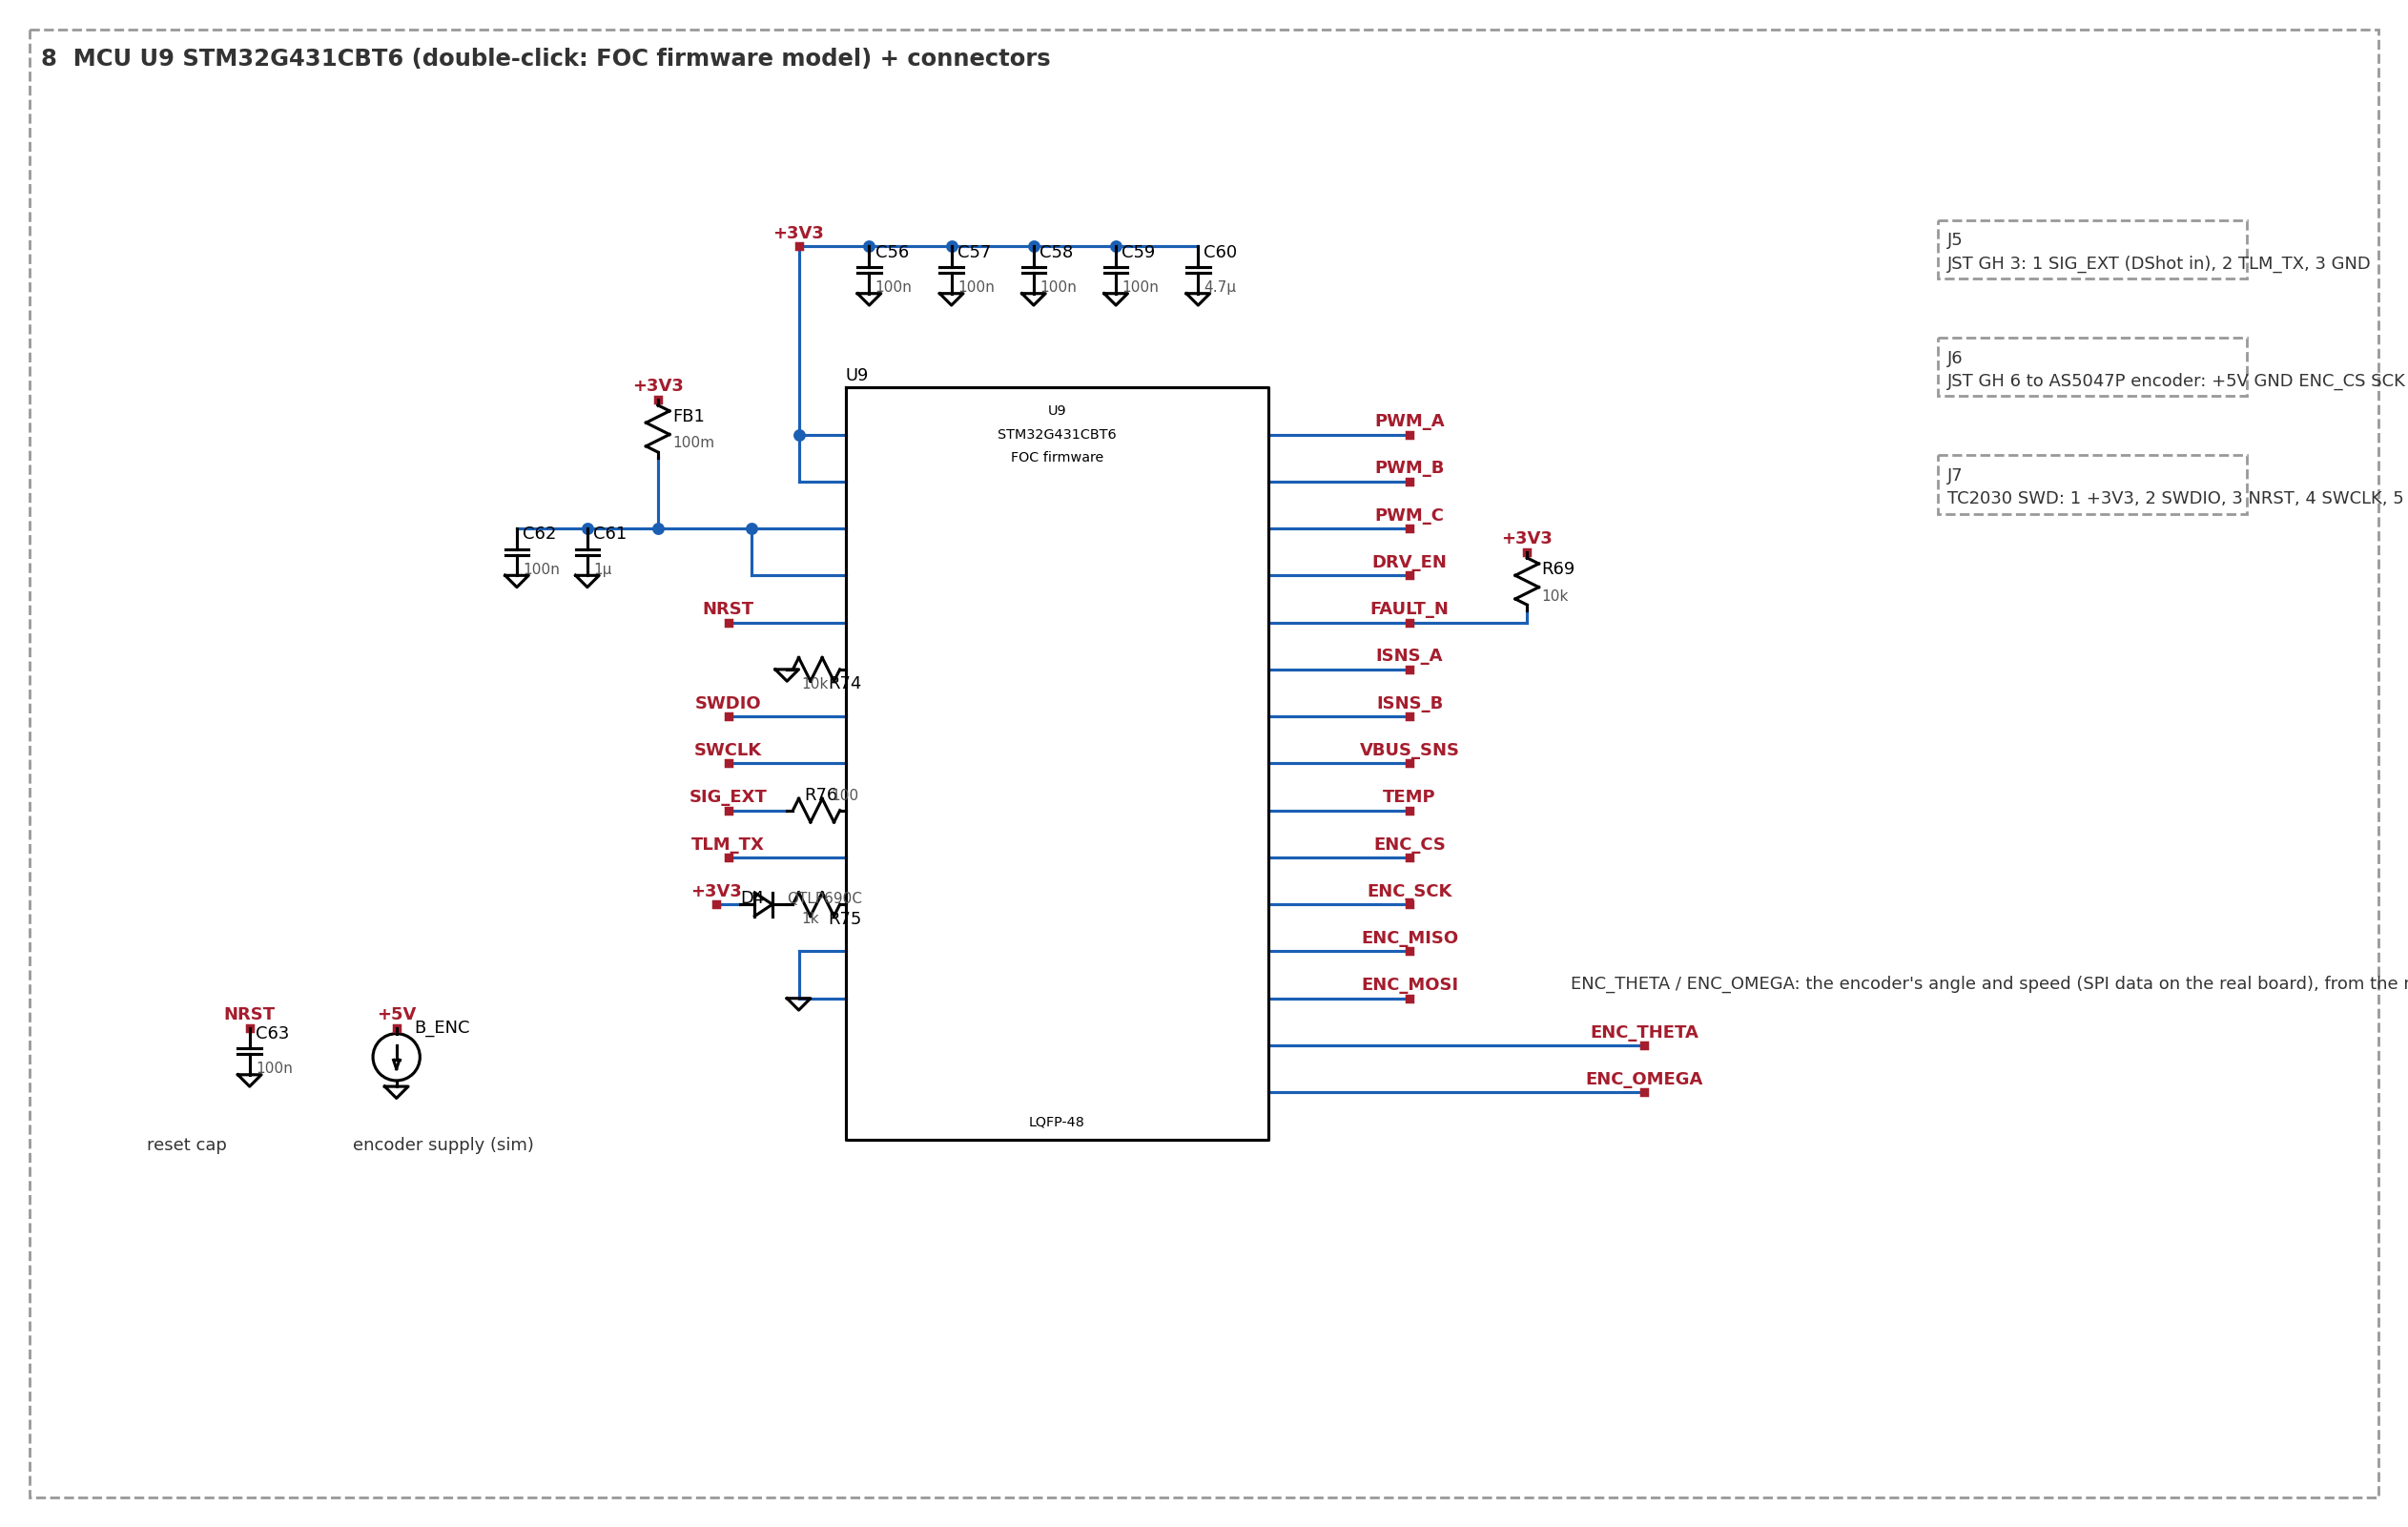 8  MCU U9 STM32G431CBT6 (double-click: FOC firmware model) + connectors
+3V3
C56
C57
C58
C59
C60
100n
100n
100n
100n
4.7µ
J5
JST GH 3: 1 SIG_EXT (DShot in), 2 TLM_TX, 3 GND
J6
JST GH 6 to AS5047P encoder: +5V GND ENC_CS SCK
J7
TC2030 SWD: 1 +3V3, 2 SWDIO, 3 NRST, 4 SWCLK, 5
+3V3
FB1
100m
C62
C61
100n
1µ
U9
U9
STM32G431CBT6
FOC firmware
LQFP-48
NRST
10k
R74
SWDIO
SWCLK
SIG_EXT
R76
100
TLM_TX
+3V3
D4
QTLP690C
1k
R75
PWM_A
PWM_B
PWM_C
DRV_EN
FAULT_N
+3V3
R69
10k
ISNS_A
ISNS_B
VBUS_SNS
TEMP
ENC_CS
ENC_SCK
ENC_MISO
ENC_MOSI
ENC_THETA / ENC_OMEGA: the encoder's angle and speed (SPI data on the real board), from the
ENC_THETA
ENC_OMEGA
NRST
C63
100n
reset cap
+5V
B_ENC
encoder supply (sim)